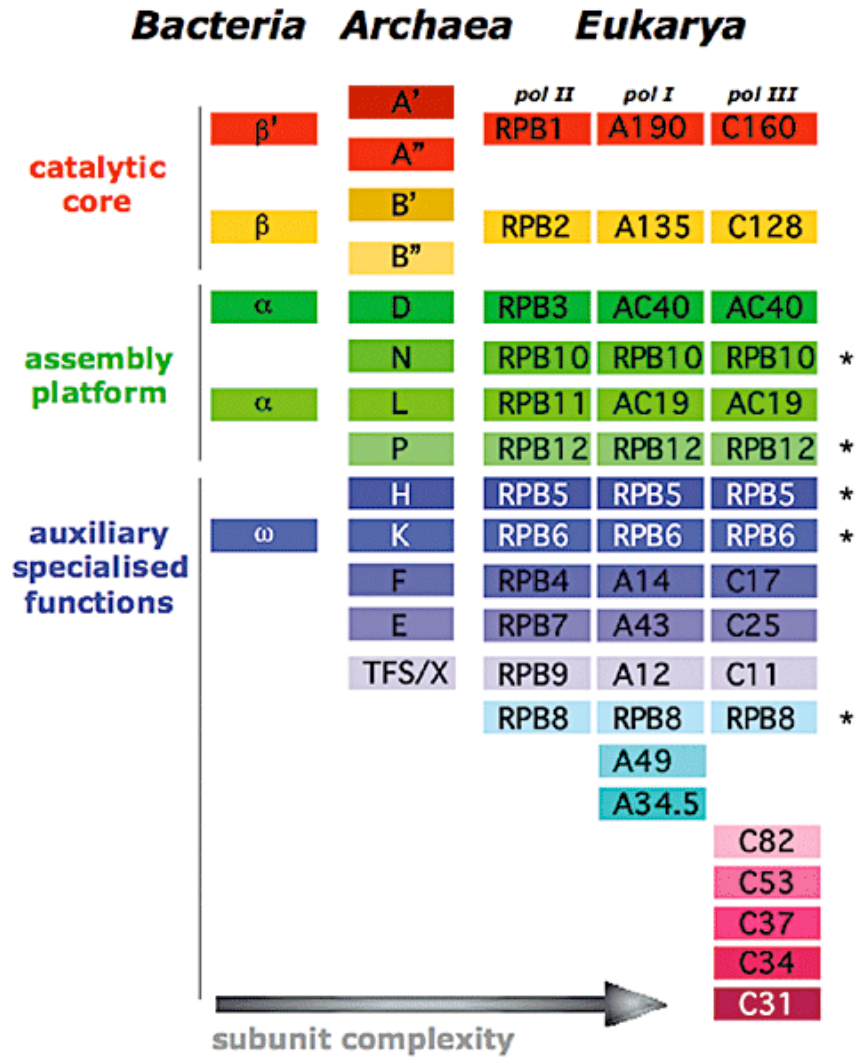 Bacteria Archaea Eukarya
pol II pol I pol III
A'
β' RPB1 A190 C160
A"
catalytic
core
B'
β RPB2 A135 C128
B"
α D RPB3 AC40 AC40
assembly
platform
N RPB10 RPB10 RPB10 *
α L RPB11 AC19 AC19
P RPB12 RPB12 RPB12 *
H RPB5 RPB5 RPB5 *
auxiliary
specialised
functions
ω K RPB6 RPB6 RPB6 *
F RPB4 A14 C17
E RPB7 A43 C25
TFS/X RPB9 A12 C11
RPB8 RPB8 RPB8 *
A49
A34.5
C82
C53
C37
C34
C31
subunit complexity